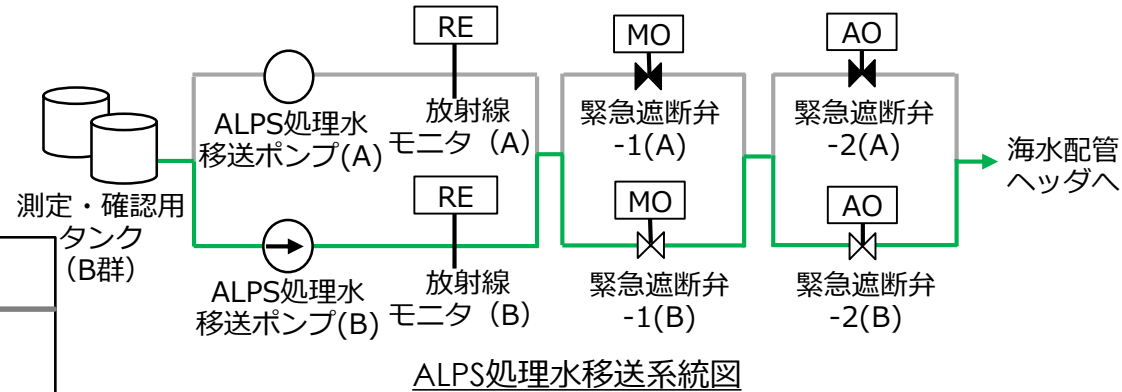 RE
MO
AO
ALPS処理水
移送ポンプ(A)
放射線
モニタ（A）
緊急遮断弁
-1(A)
緊急遮断弁
-2(A)
測定・確認用
タンク
（B群）
海水配管
ヘッダへ
RE
MO
AO
ALPS処理水
移送ポンプ(B)
放射線
モニタ（B）
緊急遮断弁
-1(B)
緊急遮断弁
-2(B)
ALPS処理水移送系統図